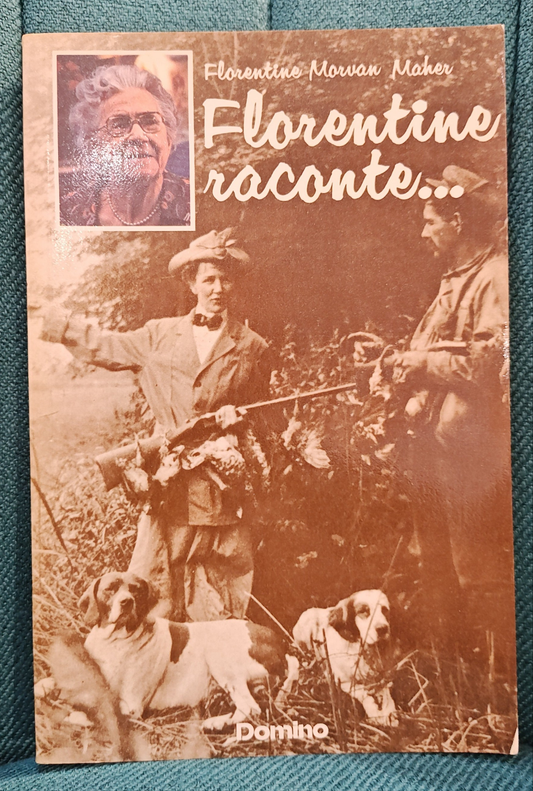 Florentine Morvan Maher
Florentine
raconte...
Domino